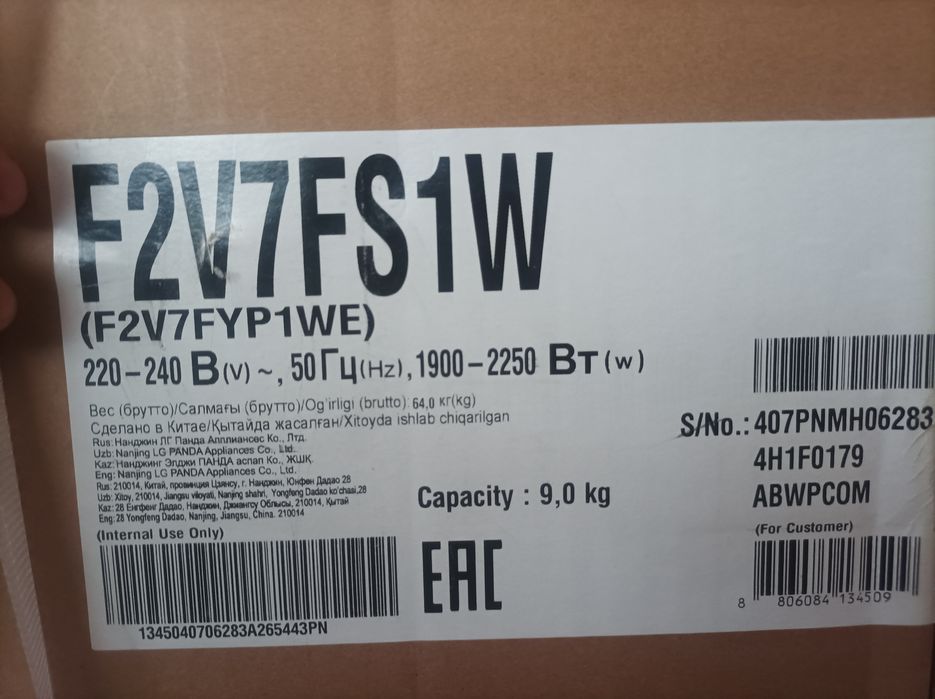 F2V7FS1W
(F2V7FYP1WE)
220-240 В(V) ~, 50Гц(Hz), 1900-2250 Вт(w)
Вес (брутто)/Салмағы (брутто)/Og'irligi (brutto): 64,0 кг(kg)
Сделано в Китае/Қытайда жасалған/Xitoyda ishlab chiqarilgan
Rus: Нанджин ЛГ Панда Апплиансес Ко., Лтд.
Uzb: Nanjing LG PANDA Appliances Co., Ltd.
Kaz: Нанджинг Элджи ПАНДА аспап Ко., ЖШҚ.
Eng: Nanjing LG PANDA Appliances Co., Ltd.
Rus: 210014, Китай, провинция Цзянсу, г. Нанджин, Юнфен Дадао 28
Uzb: Xitoy, 210014, Jiangsu viloyati, Nanjing shahri, Yongfeng Dadao ko'chasi,28
Kaz: 28 Енгфенг Дадао, Нанджин, Джиангсу Облысы, 210014, Қытай
Eng: 28 Yongfeng Dadao, Nanjing, Jiangsu, China. 210014
(Internal Use Only)
1345040706283A265443PN
Capacity : 9,0 kg
EAC
S/No.: 407PNMH06283
4H1F0179
ABWPCOM
(For Customer)
8 806084 134509